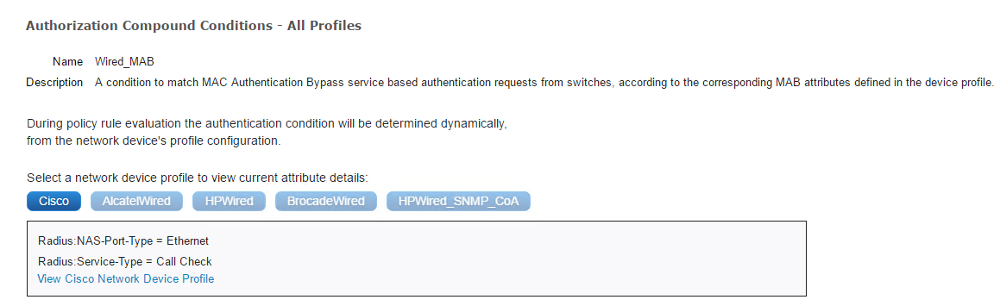 Authorization Compound Conditions - All Profiles
Name Wired_MAB
Description A condition to match MAC Authentication Bypass service based authentication requests from switches, according to the corresponding MAB attributes defined in the device profile.
During policy rule evaluation the authentication condition will be determined dynamically,
from the network device's profile configuration.
Select a network device profile to view current attribute details:
Cisco AlcatelWired HPWired BrocadeWired HPWired_SNMP_CoA
Radius:NAS-Port-Type = Ethernet
Radius:Service-Type = Call Check
View Cisco Network Device Profile